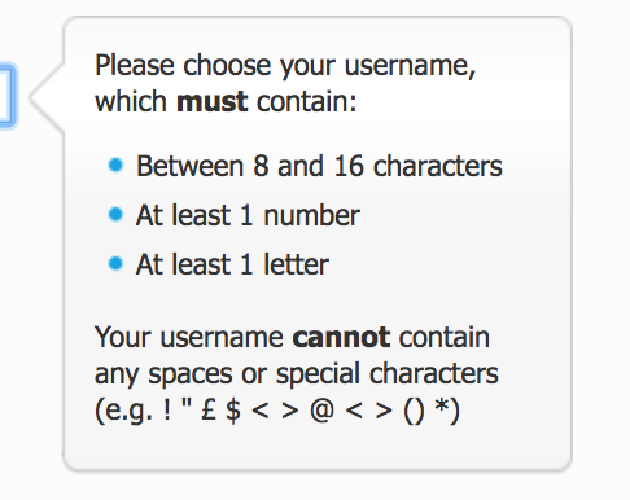 Please choose your username,
which must contain:
Between 8 and 16 characters
At least 1 number
At least 1 letter
Your username cannot contain
any spaces or special characters
(e.g. ! " £ $ < > @ < > () *)